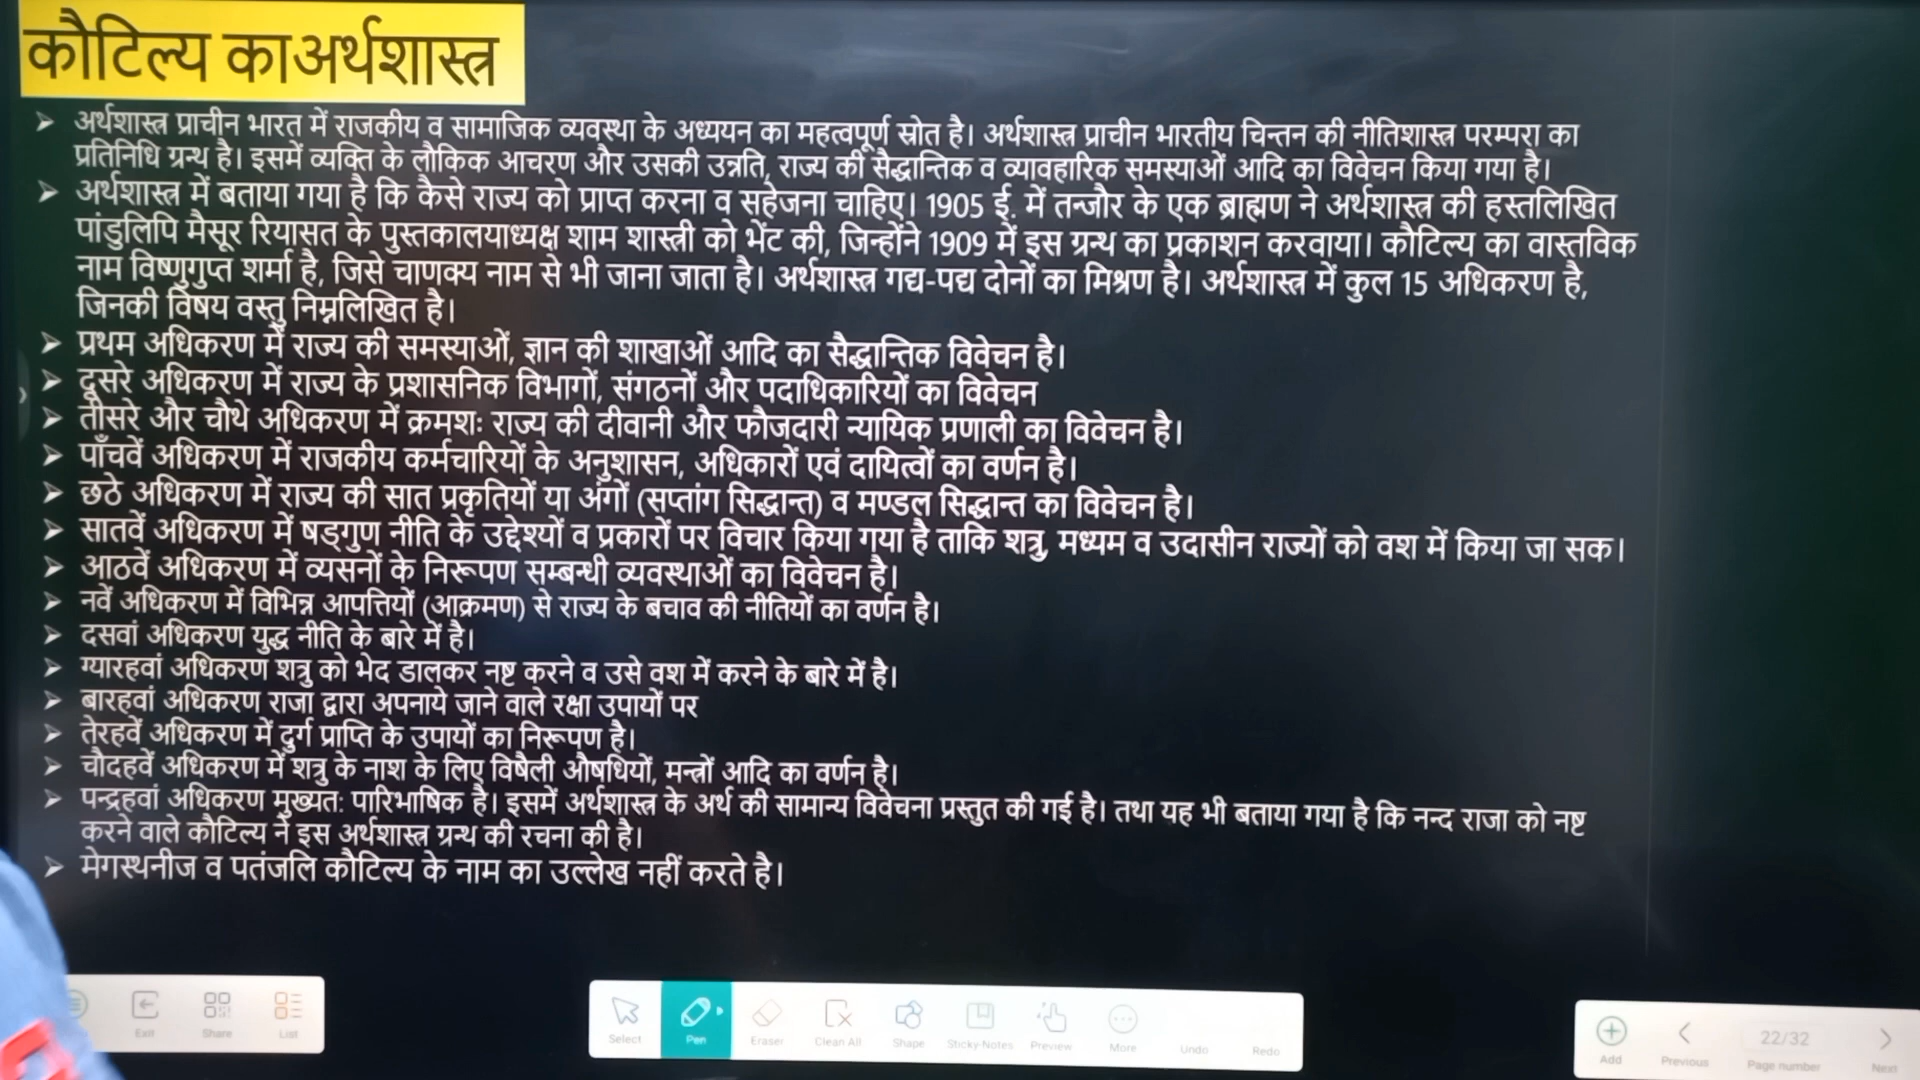 कौटिल्य काअर्थशास्त्र
➤ अर्थशास्त्र प्राचीन भारत में राजकीय व सामाजिक व्यवस्था के अध्ययन का महत्वपूर्ण स्रोत है। अर्थशास्त्र प्राचीन भारतीय चिन्तन की नीतिशास्त्र परम्परा का
प्रतिनिधि ग्रन्थ है। इसमें व्यक्ति के लौकिक आचरण और उसकी उन्नति, राज्य की सैद्धान्तिक व व्यावहारिक समस्याओं आदि का विवेचन किया गया है।
➤ अर्थशास्त्र में बताया गया है कि कैसे राज्य को प्राप्त करना व सहेजना चाहिए। 1905 ई. में तन्जौर के एक ब्राह्मण ने अर्थशास्त्र की हस्तलिखित
पांडुलिपि मैसूर रियासत के पुस्तकालयाध्यक्ष शाम शास्त्री को भेंट की, जिन्होंने 1909 में इस ग्रन्थ का प्रकाशन करवाया। कौटिल्य का वास्तविक
नाम विष्णुगुप्त शर्मा है, जिसे चाणक्य नाम से भी जाना जाता है। अर्थशास्त्र गद्य-पद्य दोनों का मिश्रण है। अर्थशास्त्र में कुल 15 अधिकरण है,
जिनकी विषय वस्तु निम्नलिखित है।
➤ प्रथम अधिकरण में राज्य की समस्याओं, ज्ञान की शाखाओं आदि का सैद्धान्तिक विवेचन है।
➤ दूसरे अधिकरण में राज्य के प्रशासनिक विभागों, संगठनों और पदाधिकारियों का विवेचन
➤ तीसरे और चौथे अधिकरण में क्रमशः राज्य की दीवानी और फौजदारी न्यायिक प्रणाली का विवेचन है।
➤ पाँचवें अधिकरण में राजकीय कर्मचारियों के अनुशासन, अधिकारों एवं दायित्वों का वर्णन है।
➤ छठे अधिकरण में राज्य की सात प्रकृतियों या अंगों (सप्तांग सिद्धान्त) व मण्डल सिद्धान्त का विवेचन है।
➤ सातवें अधिकरण में षड्गुण नीति के उद्देश्यों व प्रकारों पर विचार किया गया है ताकि शत्रु, मध्यम व उदासीन राज्यों को वश में किया जा सक।
➤ आठवें अधिकरण में व्यसनों के निरूपण सम्बन्धी व्यवस्थाओं का विवेचन है।
➤ नवें अधिकरण में विभिन्न आपत्तियों (आक्रमण) से राज्य के बचाव की नीतियों का वर्णन है।
➤ दसवां अधिकरण युद्ध नीति के बारे में है।
➤ ग्यारहवां अधिकरण शत्रु को भेद डालकर नष्ट करने व उसे वश में करने के बारे में है।
➤ बारहवां अधिकरण राजा द्वारा अपनाये जाने वाले रक्षा उपायों पर
➤ तेरहवें अधिकरण में दुर्ग प्राप्ति के उपायों का निरूपण है।
➤ चौदहवें अधिकरण में शत्रु के नाश के लिए विषैली औषधियों, मन्त्रों आदि का वर्णन है।
➤ पन्द्रहवां अधिकरण मुख्यत: पारिभाषिक है। इसमें अर्थशास्त्र के अर्थ की सामान्य विवेचना प्रस्तुत की गई है। तथा यह भी बताया गया है कि नन्द राजा को नष्ट
करने वाले कौटिल्य ने इस अर्थशास्त्र ग्रन्थ की रचना की है।
➤ मेगस्थनीज व पतंजलि कौटिल्य के नाम का उल्लेख नहीं करते है।
Exit Share List Select Pen Eraser Clean All Shape Sticky Notes Preview More Undo Redo Add Previous 22/32 Page number Next